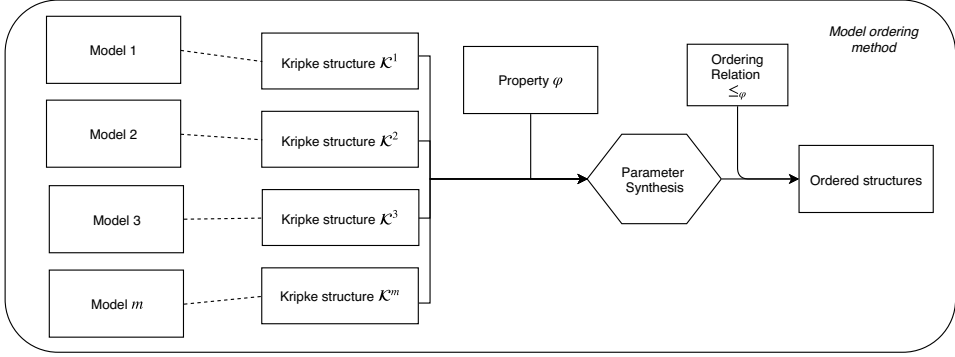 Model 1
Kripke structure 𝒦¹
Model 2
Kripke structure 𝒦²
Model 3
Kripke structure 𝒦³
Model m
Kripke structure 𝒦ᵐ
Property φ
Parameter
Synthesis
Ordering
Relation
≤φ
Ordered structures
Model ordering
method